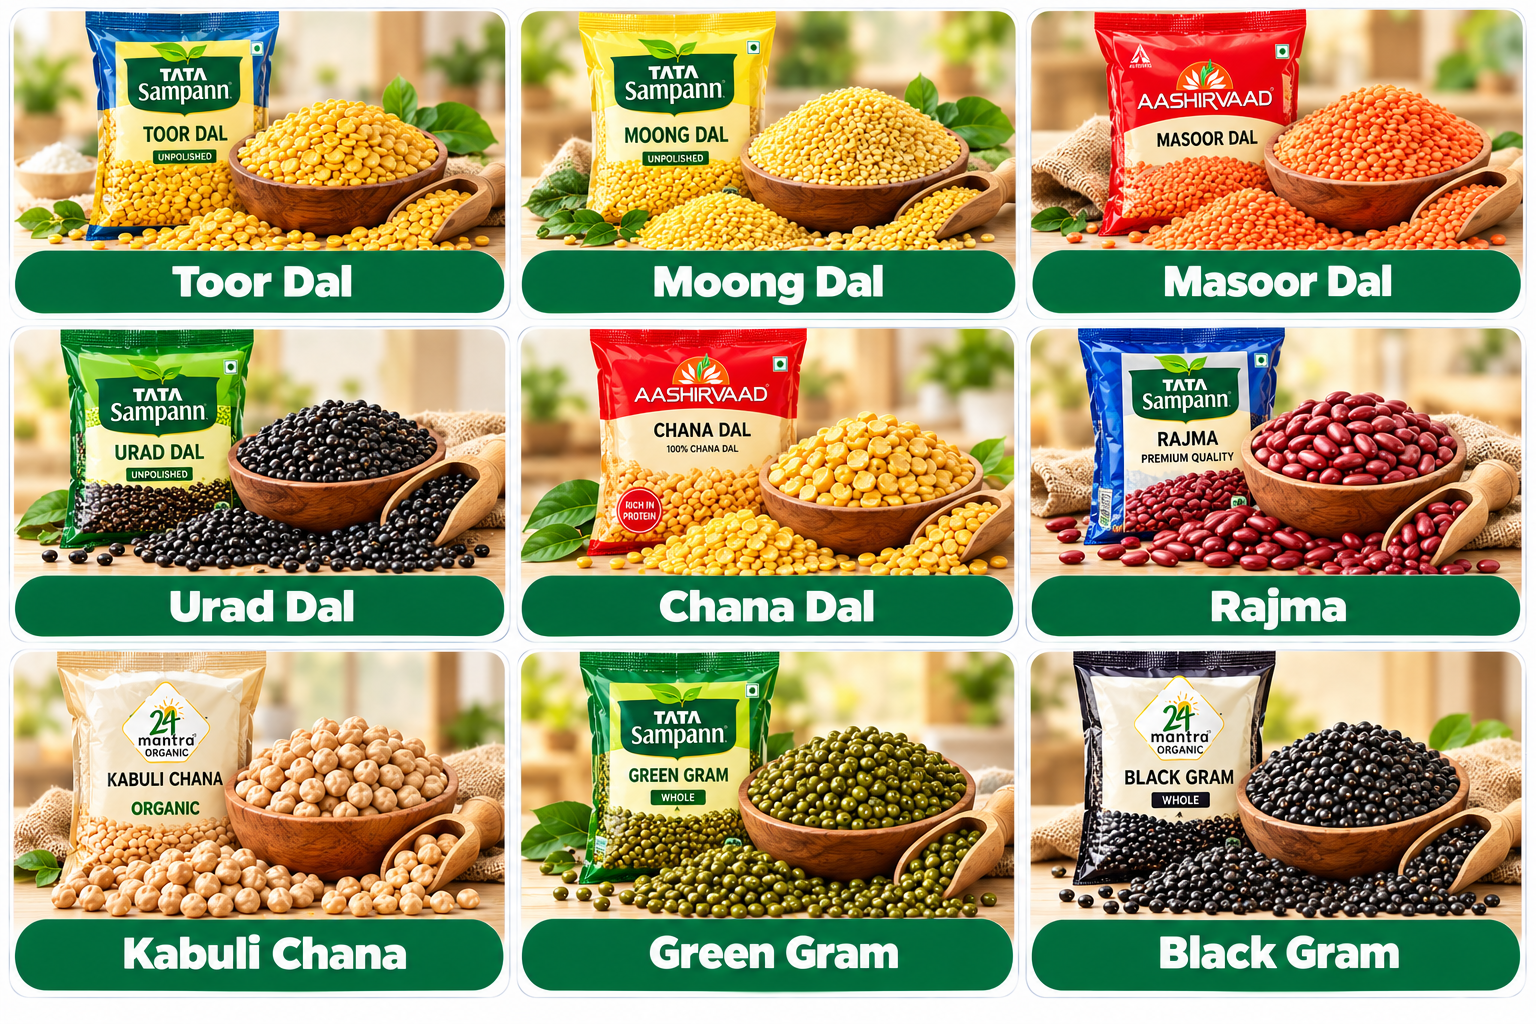 TATA
Sampann
TOOR DAL
UNPOLISHED
Toor Dal
TATA
Sampann
MOONG DAL
UNPOLISHED
Moong Dal
AASHIRVAAD
MASOOR DAL
Masoor Dal
TATA
Sampann
URAD DAL
UNPOLISHED
Urad Dal
AASHIRVAAD
CHANA DAL
100% CHANA DAL
RICH IN
PROTEIN
Chana Dal
TATA
Sampann
RAJMA
PREMIUM QUALITY
Rajma
24
mantra
ORGANIC
KABULI CHANA
ORGANIC
Kabuli Chana
TATA
Sampann
GREEN GRAM
WHOLE
Green Gram
24
mantra
ORGANIC
BLACK GRAM
WHOLE
Black Gram